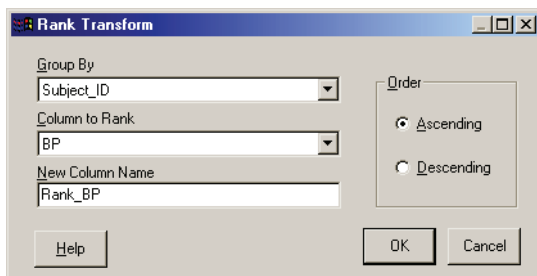 Rank Transform
Group By
Subject_ID
Column to Rank
BP
New Column Name
Rank_BP
Order
Ascending
Descending
Help
OK
Cancel